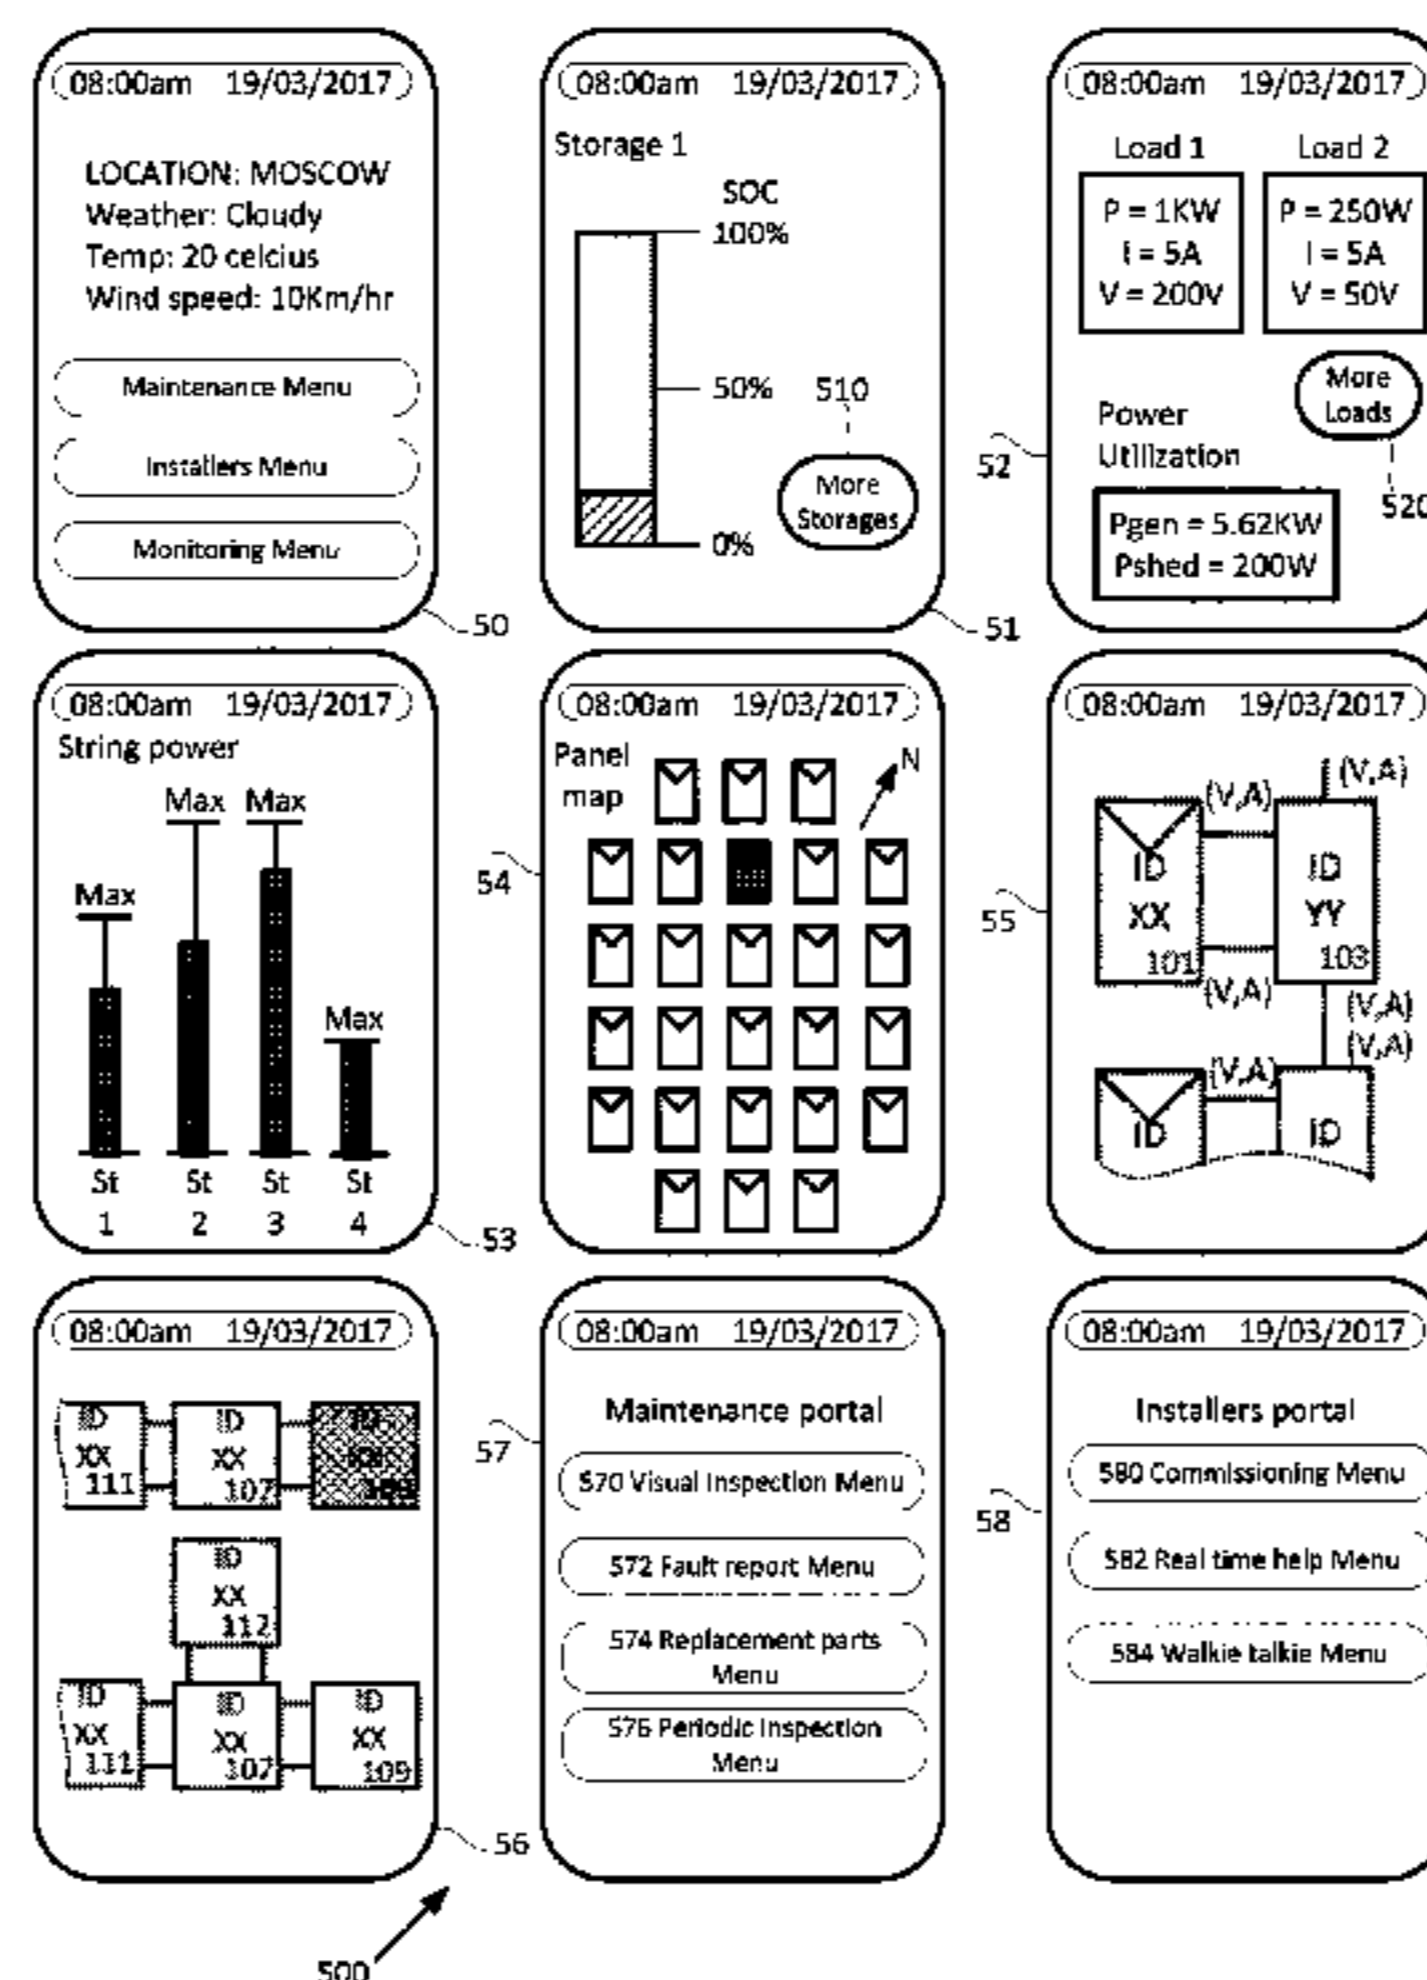 08:00am 19/03/2017
LOCATION: MOSCOW
Weather: Cloudy
Temp: 20 celcius
Wind speed: 10Km/hr
Maintenance Menu
Installers Menu
Monitoring Menu
50
08:00am 19/03/2017
Storage 1
SOC
100%
50%
510
More
Storages
0%
51
08:00am 19/03/2017
Load 1 Load 2
P = 1KW
I = 5A
V = 200V
P = 250W
I = 5A
V = 50V
More
Loads
520
Power
Utilization
Pgen = 5.62KW
Pshed = 200W
52
08:00am 19/03/2017
String power
Max Max
Max
Max
St St St St
1 2 3 4
53
08:00am 19/03/2017
Panel
map
N
54
08:00am 19/03/2017
(V,A) (V,A)
ID
XX
101
ID
YY
103
(V,A) (V,A)
(V,A)
(V,A)
ID ID
55
08:00am 19/03/2017
ID
XX
111
ID
XX
107
ID
XX
112
ID
XX
111
ID
XX
107
ID
XX
109
56
08:00am 19/03/2017
Maintenance portal
570 Visual Inspection Menu
572 Fault report Menu
574 Replacement parts
Menu
576 Periodic Inspection
Menu
57
08:00am 19/03/2017
Installers portal
580 Commissioning Menu
582 Real time help Menu
584 Walkie talkie Menu
58
500